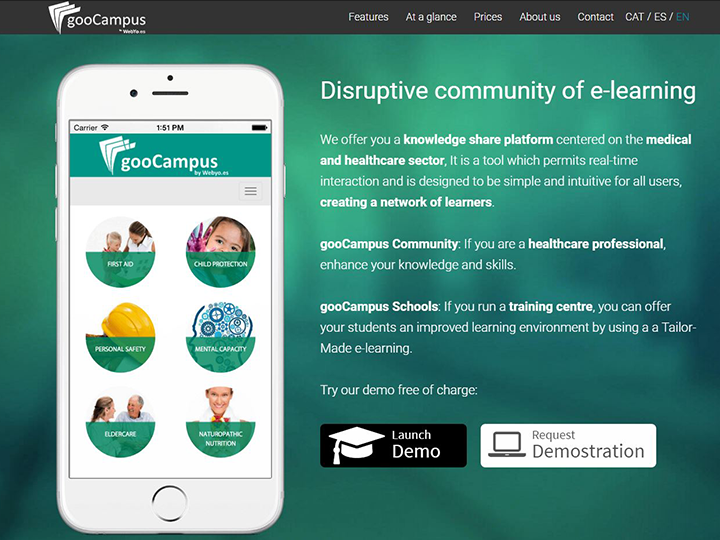 gooCampus
by WebYo.es
Features At a glance Prices About us Contact CAT / ES / EN
Carrier 1:51 PM
gooCampus
by Webyo.es
FIRST AID
CHILD PROTECTION
PERSONAL SAFETY
MENTAL CAPACITY
ELDERCARE
NATUROPATHIC
NUTRITION
Disruptive community of e-learning
We offer you a knowledge share platform centered on the medical
and healthcare sector, It is a tool which permits real-time
interaction and is designed to be simple and intuitive for all users,
creating a network of learners.
gooCampus Community: If you are a healthcare professional,
enhance your knowledge and skills.
gooCampus Schools: If you run a training centre, you can offer
your students an improved learning environment by using a a Tailor-
Made e-learning.
Try our demo free of charge:
Launch
Demo
Request
Demostration